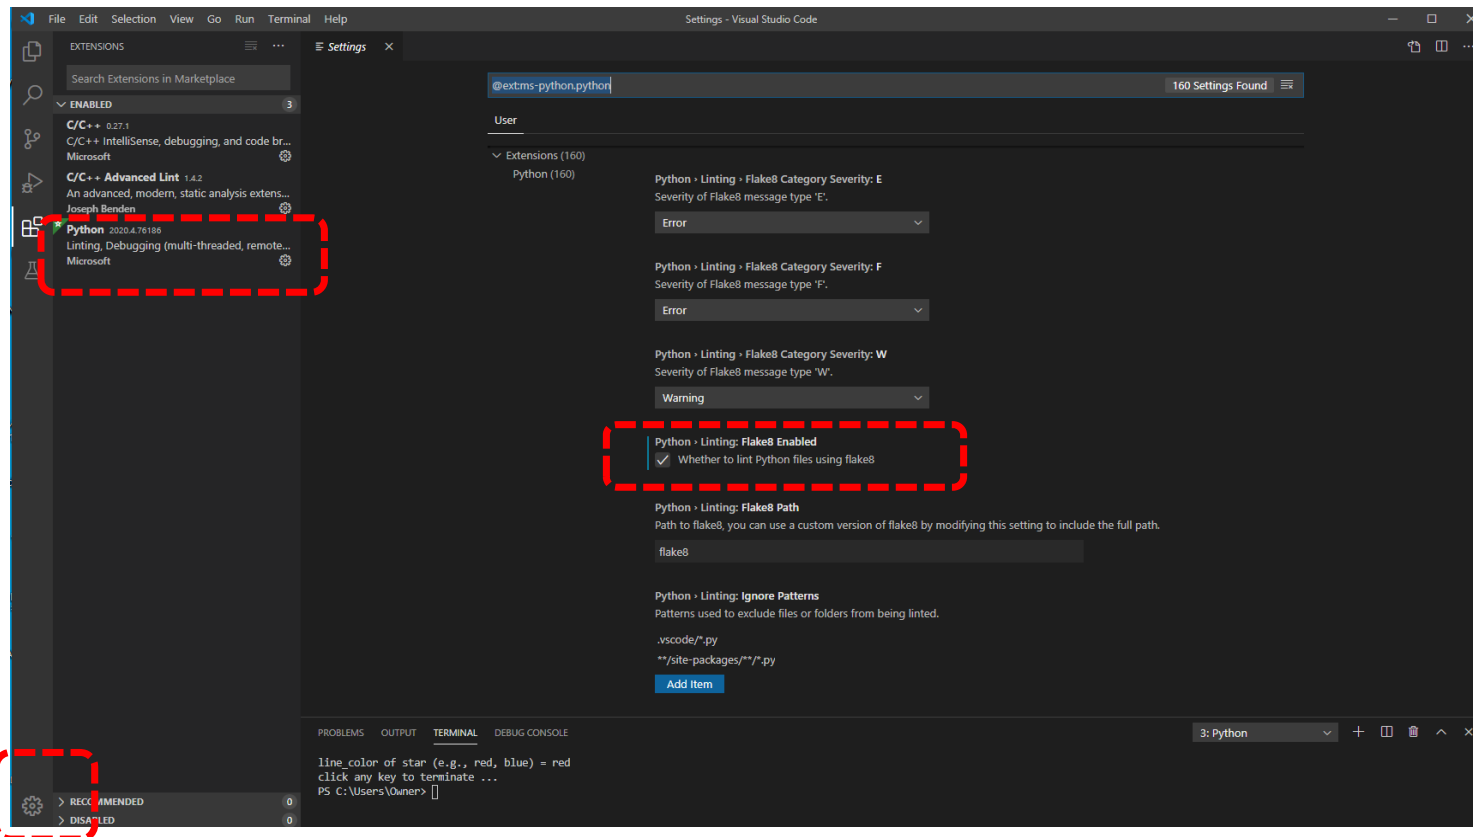 File Edit Selection View Go Run Terminal Help
Settings - Visual Studio Code
EXTENSIONS
Search Extensions in Marketplace
ENABLED
3
C/C++ 0.27.1
C/C++ IntelliSense, debugging, and code br...
Microsoft
C/C++ Advanced Lint 1.4.2
An advanced, modern, static analysis extens...
Joseph Benden
Python 2020.4.76186
Linting, Debugging (multi-threaded, remote...
Microsoft
RECOMMENDED
0
DISABLED
0
Settings
@ext:ms-python.python
160 Settings Found
User
Extensions (160)
Python (160)
Python › Linting › Flake8 Category Severity: E
Severity of Flake8 message type 'E'.
Error
Python › Linting › Flake8 Category Severity: F
Severity of Flake8 message type 'F'.
Error
Python › Linting › Flake8 Category Severity: W
Severity of Flake8 message type 'W'.
Warning
Python › Linting: Flake8 Enabled
Whether to lint Python files using flake8
Python › Linting: Flake8 Path
Path to flake8, you can use a custom version of flake8 by modifying this setting to include the full path.
flake8
Python › Linting: Ignore Patterns
Patterns used to exclude files or folders from being linted.
.vscode/*.py
**/site-packages/**/*.py
Add Item
PROBLEMS OUTPUT TERMINAL DEBUG CONSOLE
3: Python
line_color of star (e.g., red, blue) = red
click any key to terminate ...
PS C:\Users\Owner>